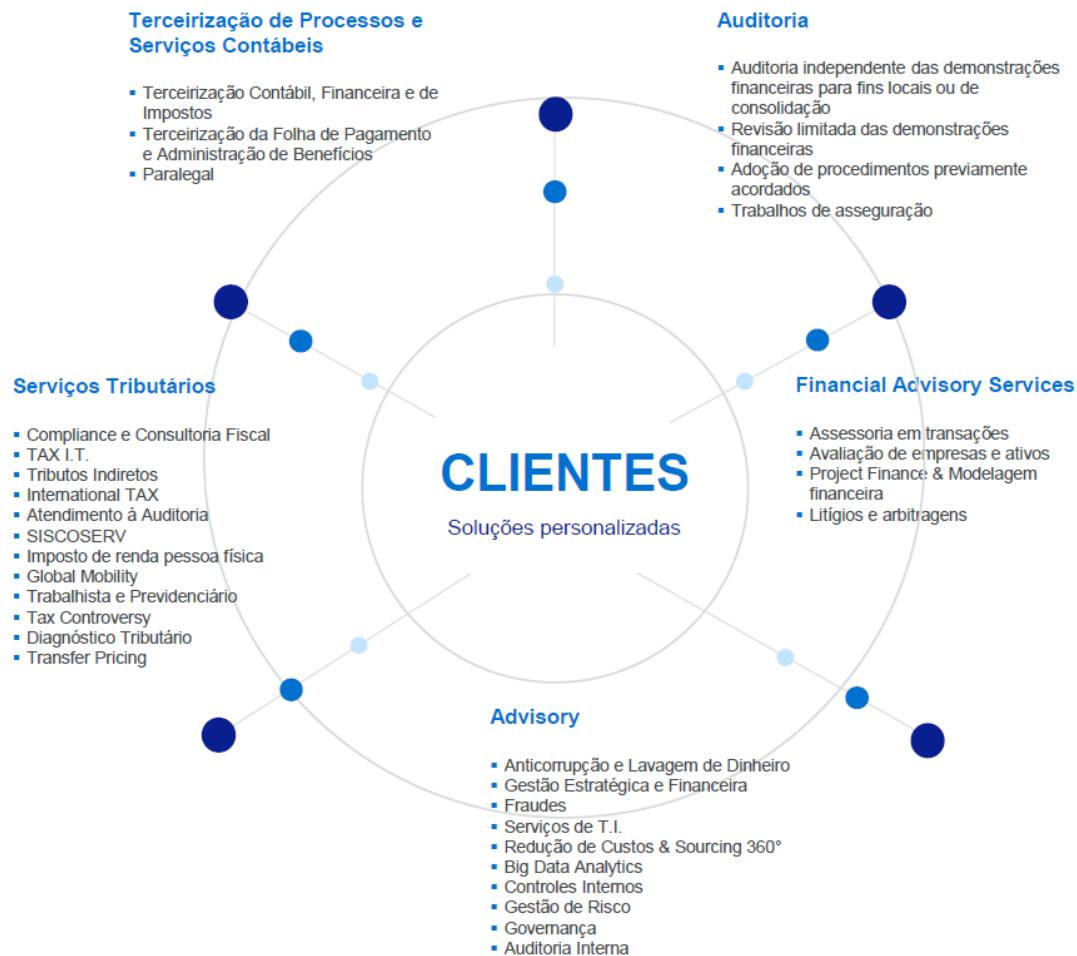 Terceirização de Processos e
Serviços Contábeis
▪ Terceirização Contábil, Financeira e de
Impostos
▪ Terceirização da Folha de Pagamento
e Administração de Benefícios
▪ Paralegal
Auditoria
▪ Auditoria independente das demonstrações
financeiras para fins locais ou de
consolidação
▪ Revisão limitada das demonstrações
financeiras
▪ Adoção de procedimentos previamente
acordados
▪ Trabalhos de asseguração
Serviços Tributários
▪ Compliance e Consultoria Fiscal
▪ TAX I.T.
▪ Tributos Indiretos
▪ International TAX
▪ Atendimento à Auditoria
▪ SISCOSERV
▪ Imposto de renda pessoa física
▪ Global Mobility
▪ Trabalhista e Previdenciário
▪ Tax Controversy
▪ Diagnóstico Tributário
▪ Transfer Pricing
CLIENTES
Soluções personalizadas
Financial Advisory Services
▪ Assessoria em transações
▪ Avaliação de empresas e ativos
▪ Project Finance & Modelagem
financeira
▪ Litígios e arbitragens
Advisory
▪ Anticorrupção e Lavagem de Dinheiro
▪ Gestão Estratégica e Financeira
▪ Fraudes
▪ Serviços de T.I.
▪ Redução de Custos & Sourcing 360°
▪ Big Data Analytics
▪ Controles Internos
▪ Gestão de Risco
▪ Governança
▪ Auditoria Interna